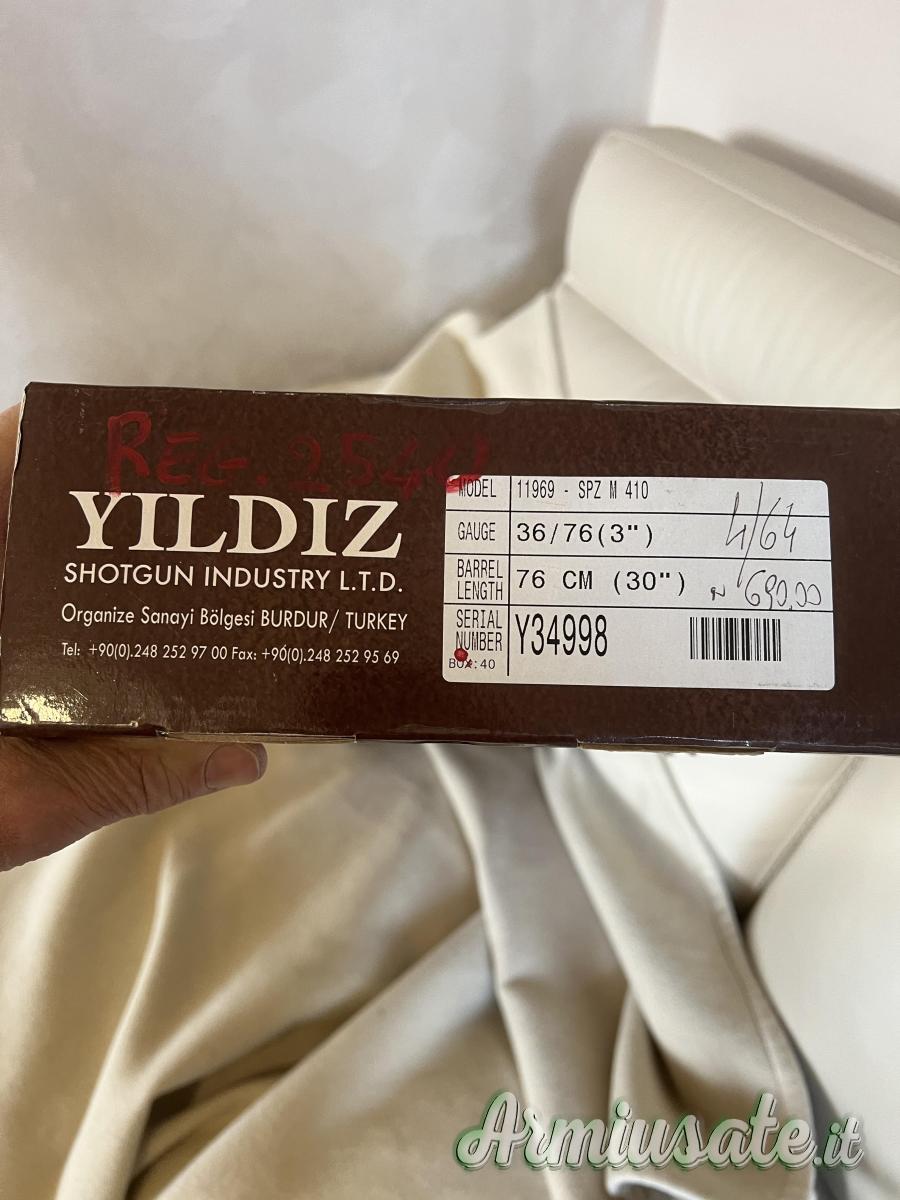 REG. 2540
YILDIZ
SHOTGUN INDUSTRY L.T.D.
Organize Sanayi Bölgesi BURDUR/ TURKEY
Tel: +90(0).248 252 97 00 Fax: +90(0).248 252 95 69
MODEL 11969 - SPZ M 410
GAUGE 36/76(3") 4/64
BARREL LENGTH 76 CM (30") 690,00
SERIAL NUMBER Y34998
BOX:40
Armiusate.it